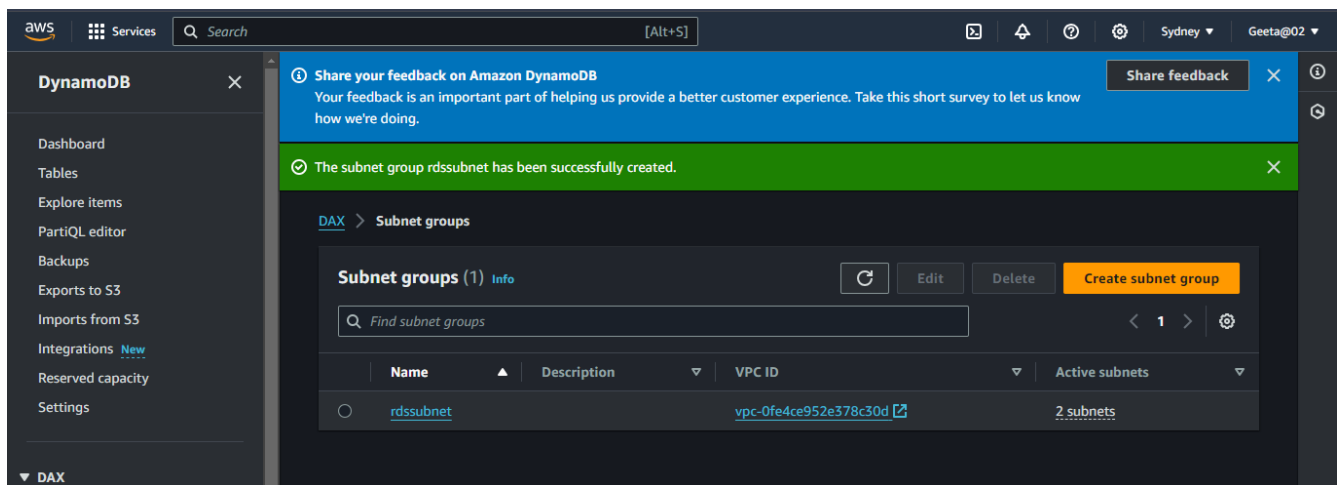 aws
Services
Search
[Alt+S]
Sydney
Geeta@02
DynamoDB
Dashboard
Tables
Explore items
PartiQL editor
Backups
Exports to S3
Imports from S3
Integrations New
Reserved capacity
Settings
DAX
Share your feedback on Amazon DynamoDB
Your feedback is an important part of helping us provide a better customer experience. Take this short survey to let us know
how we're doing.
Share feedback
The subnet group rdssubnet has been successfully created.
DAX > Subnet groups
Subnet groups (1) Info
Edit
Delete
Create subnet group
Find subnet groups
1
Name Description VPC ID Active subnets
rdssubnet vpc-0fe4ce952e378c30d 2 subnets